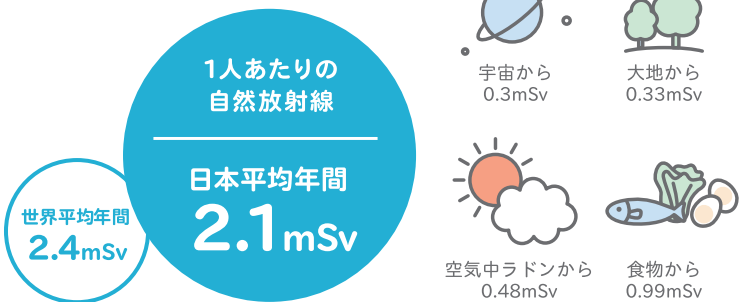 1人あたりの
自然放射線
日本平均年間
2.1mSv
世界平均年間
2.4mSv
宇宙から
0.3mSv
大地から
0.33mSv
空気中ラドンから
0.48mSv
食物から
0.99mSv